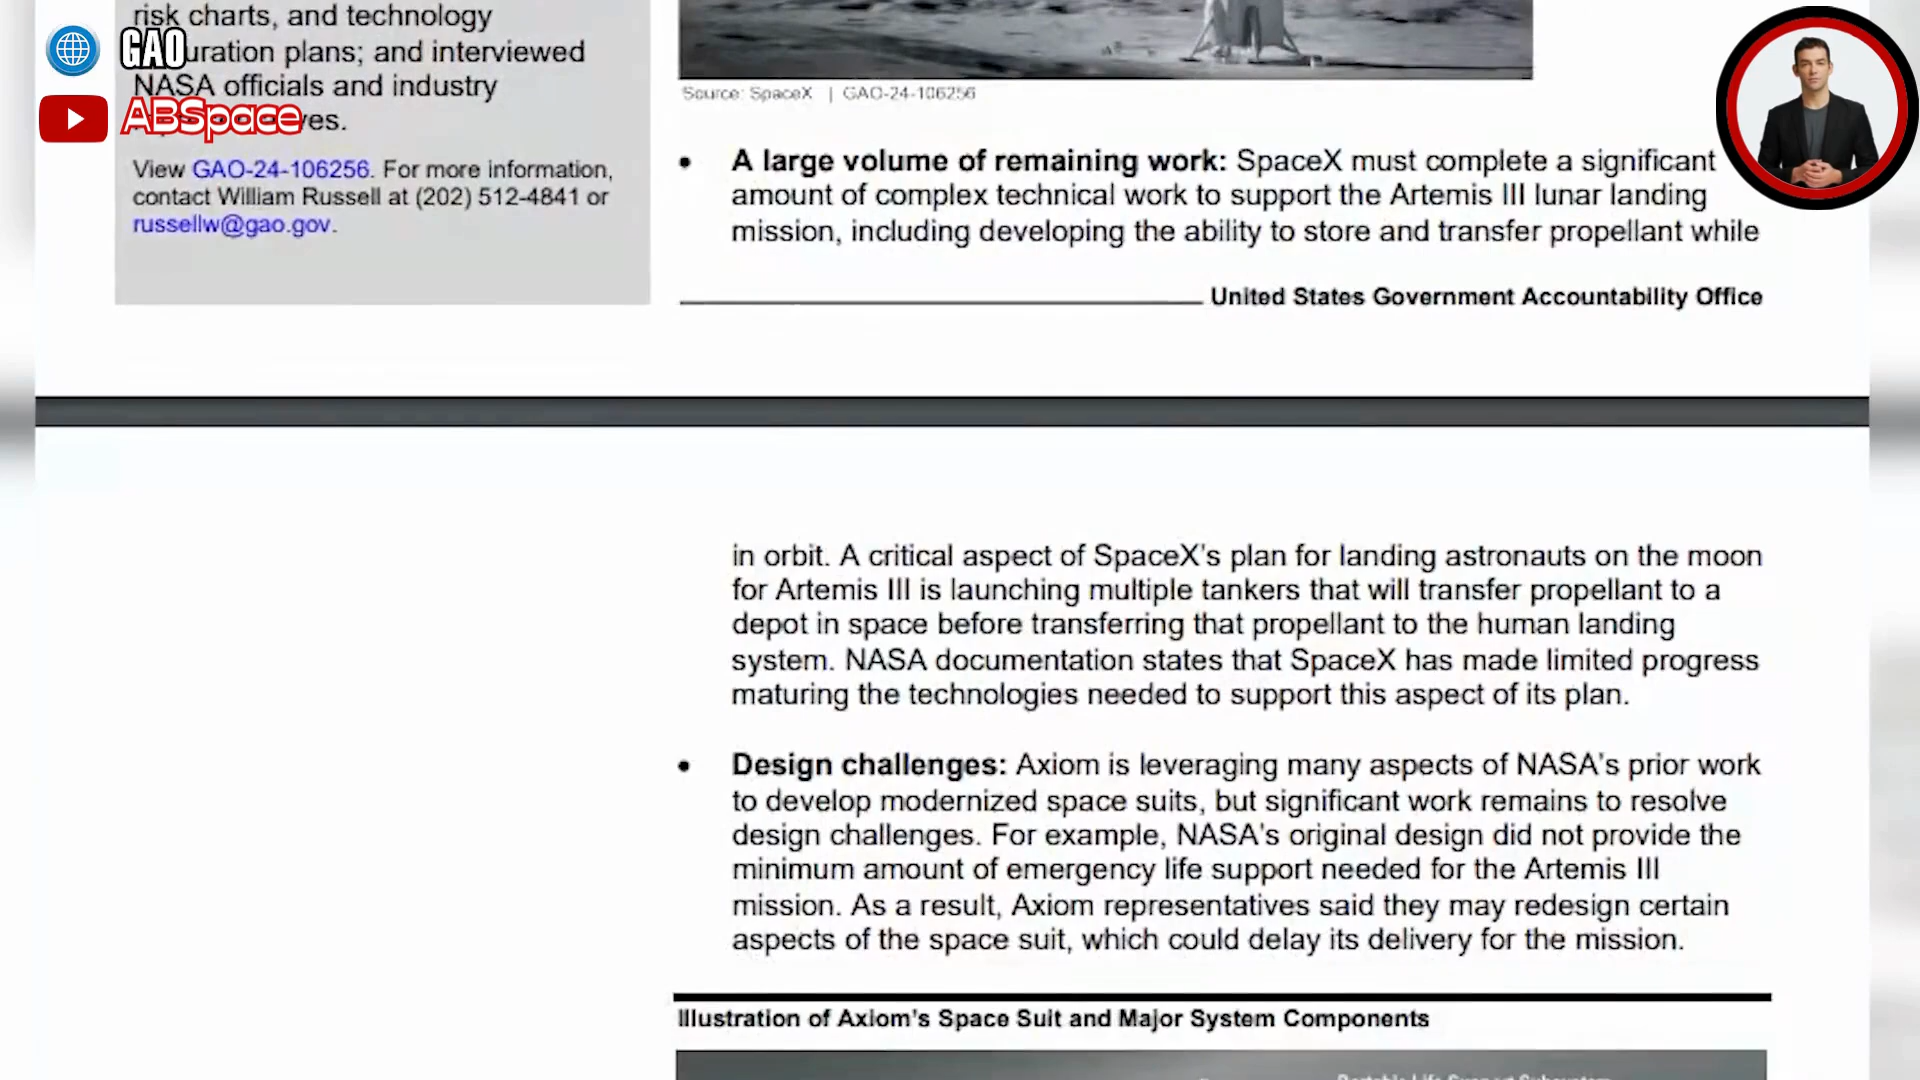 risk charts, and technology
GAO
uration plans; and interviewed
NASA officials and industry
ABSpace
ves.
View GAO-24-106256. For more information,
contact William Russell at (202) 512-4841 or
russellw@gao.gov.
Source: SpaceX | GAO-24-106256
• A large volume of remaining work: SpaceX must complete a significant
amount of complex technical work to support the Artemis III lunar landing
mission, including developing the ability to store and transfer propellant while
United States Government Accountability Office
in orbit. A critical aspect of SpaceX's plan for landing astronauts on the moon
for Artemis III is launching multiple tankers that will transfer propellant to a
depot in space before transferring that propellant to the human landing
system. NASA documentation states that SpaceX has made limited progress
maturing the technologies needed to support this aspect of its plan.
• Design challenges: Axiom is leveraging many aspects of NASA's prior work
to develop modernized space suits, but significant work remains to resolve
design challenges. For example, NASA's original design did not provide the
minimum amount of emergency life support needed for the Artemis III
mission. As a result, Axiom representatives said they may redesign certain
aspects of the space suit, which could delay its delivery for the mission.
Illustration of Axiom's Space Suit and Major System Components